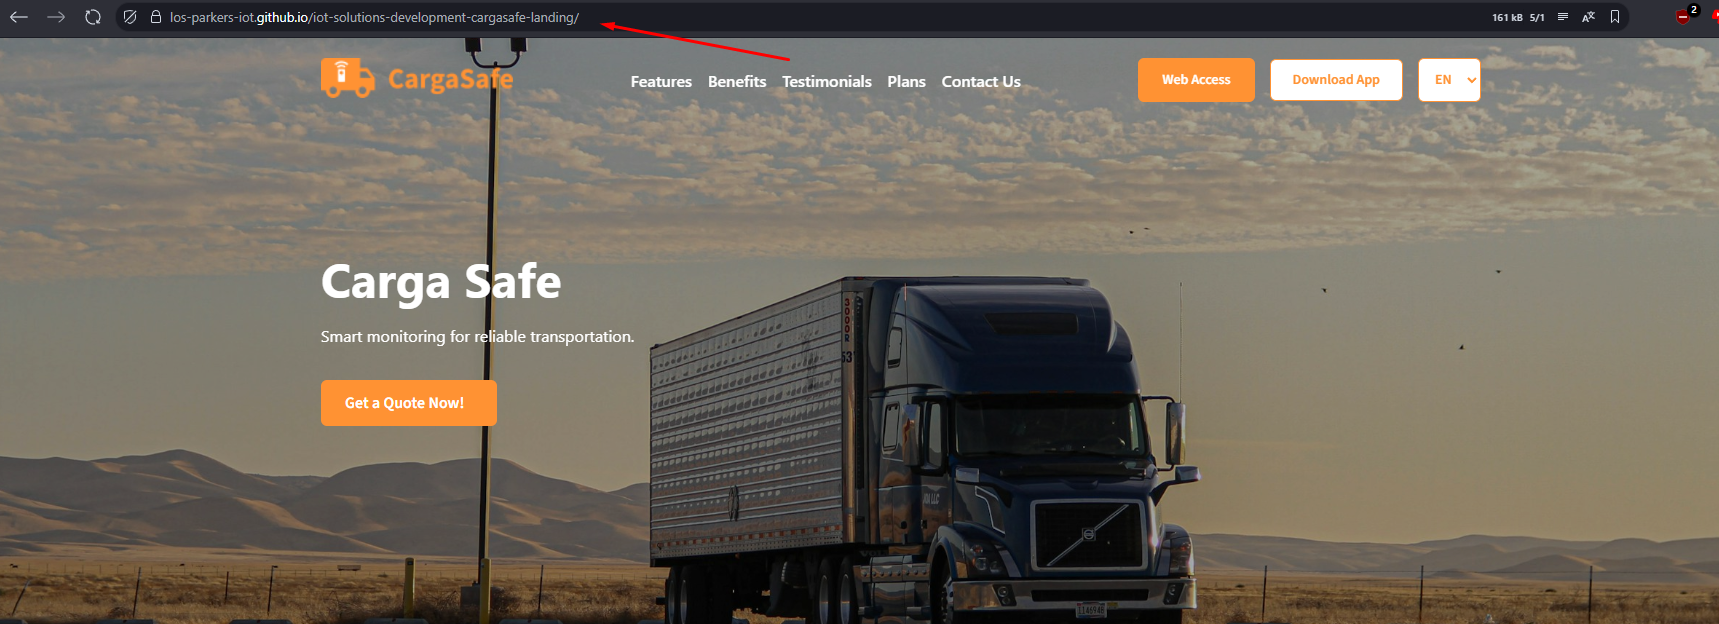 los-parkers-iot.github.io/iot-solutions-development-cargasafe-landing/
161 kB 5/1
2
CargaSafe
Features Benefits Testimonials Plans Contact Us
Web Access
Download App
EN
Carga Safe
Smart monitoring for reliable transportation.
Get a Quote Now!
53